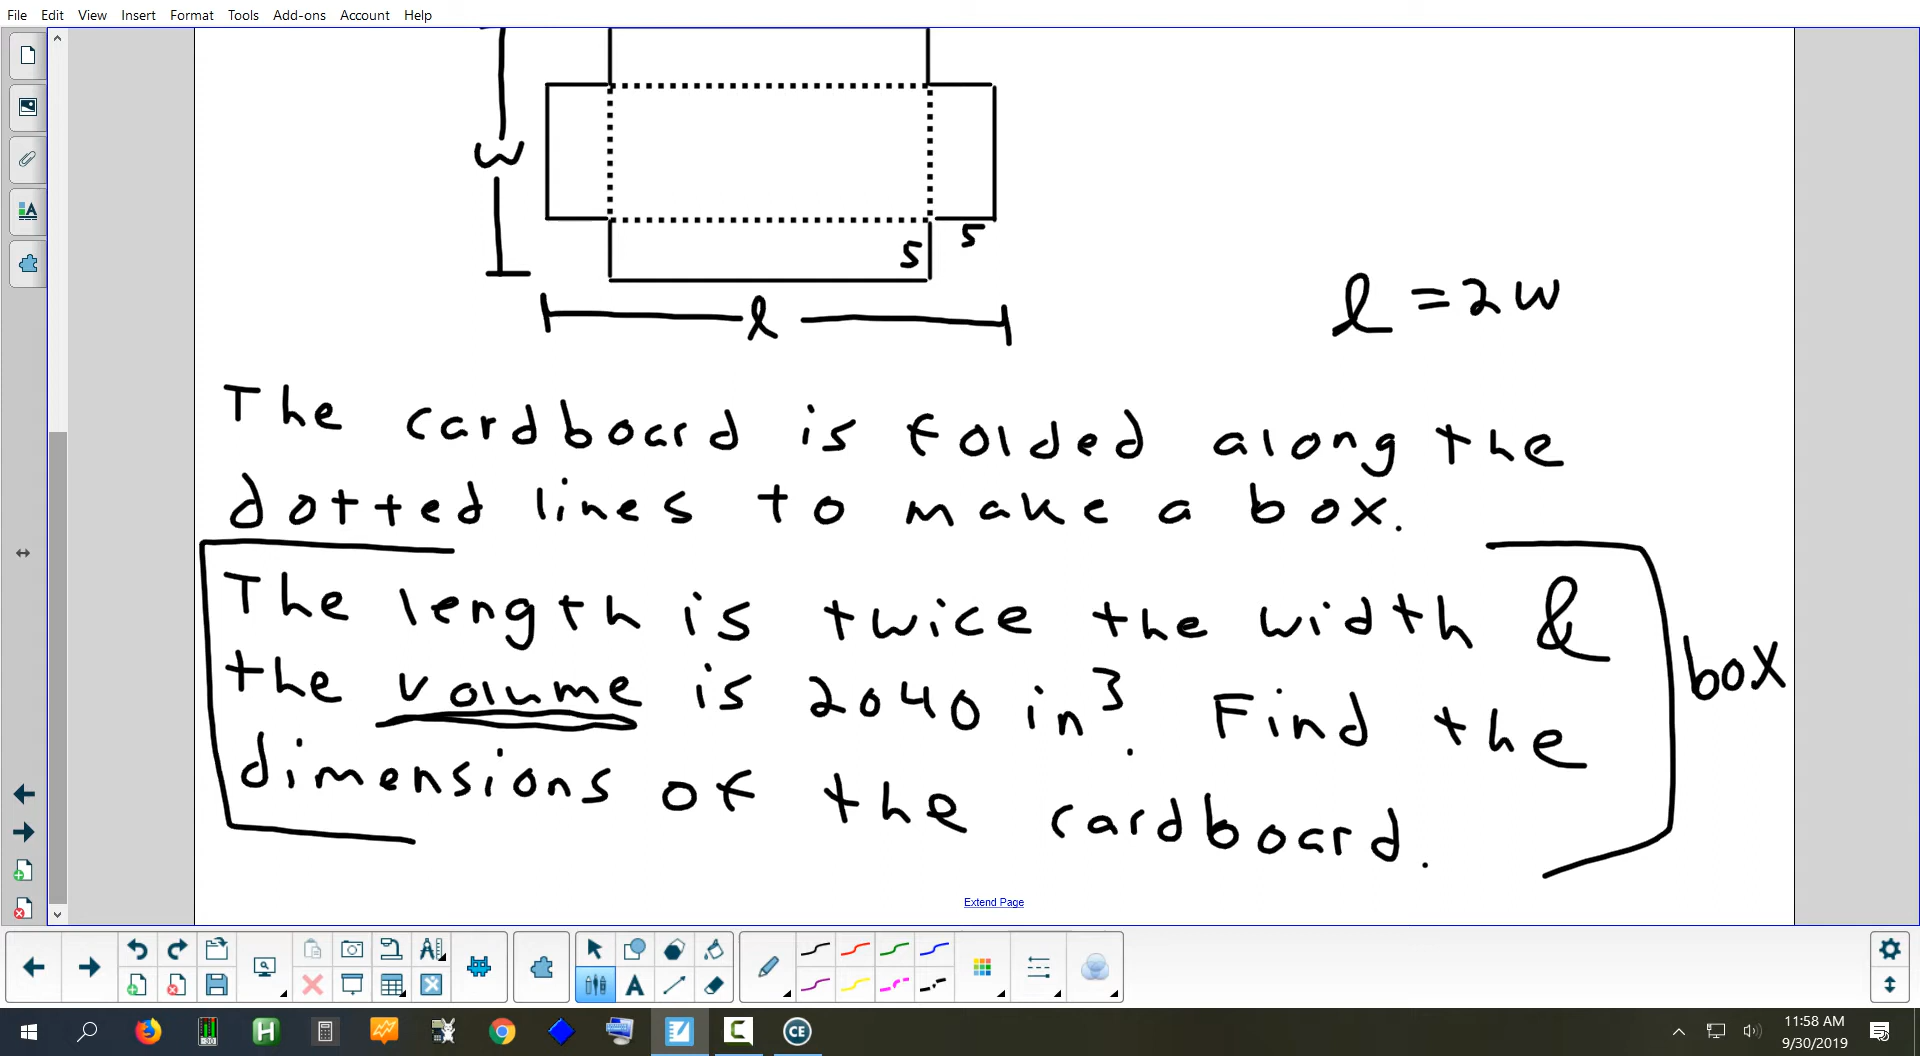 File Edit View Insert Format Tools Add-ons Account Help
w
5
5
l
l = 2w
The cardboard is folded along the
dotted lines to make a box.
The length is twice the width &
the volume is 2040 in³. Find the
dimensions of the cardboard.
box
Extend Page
A
A
H
CE
11:58 AM
9/30/2019